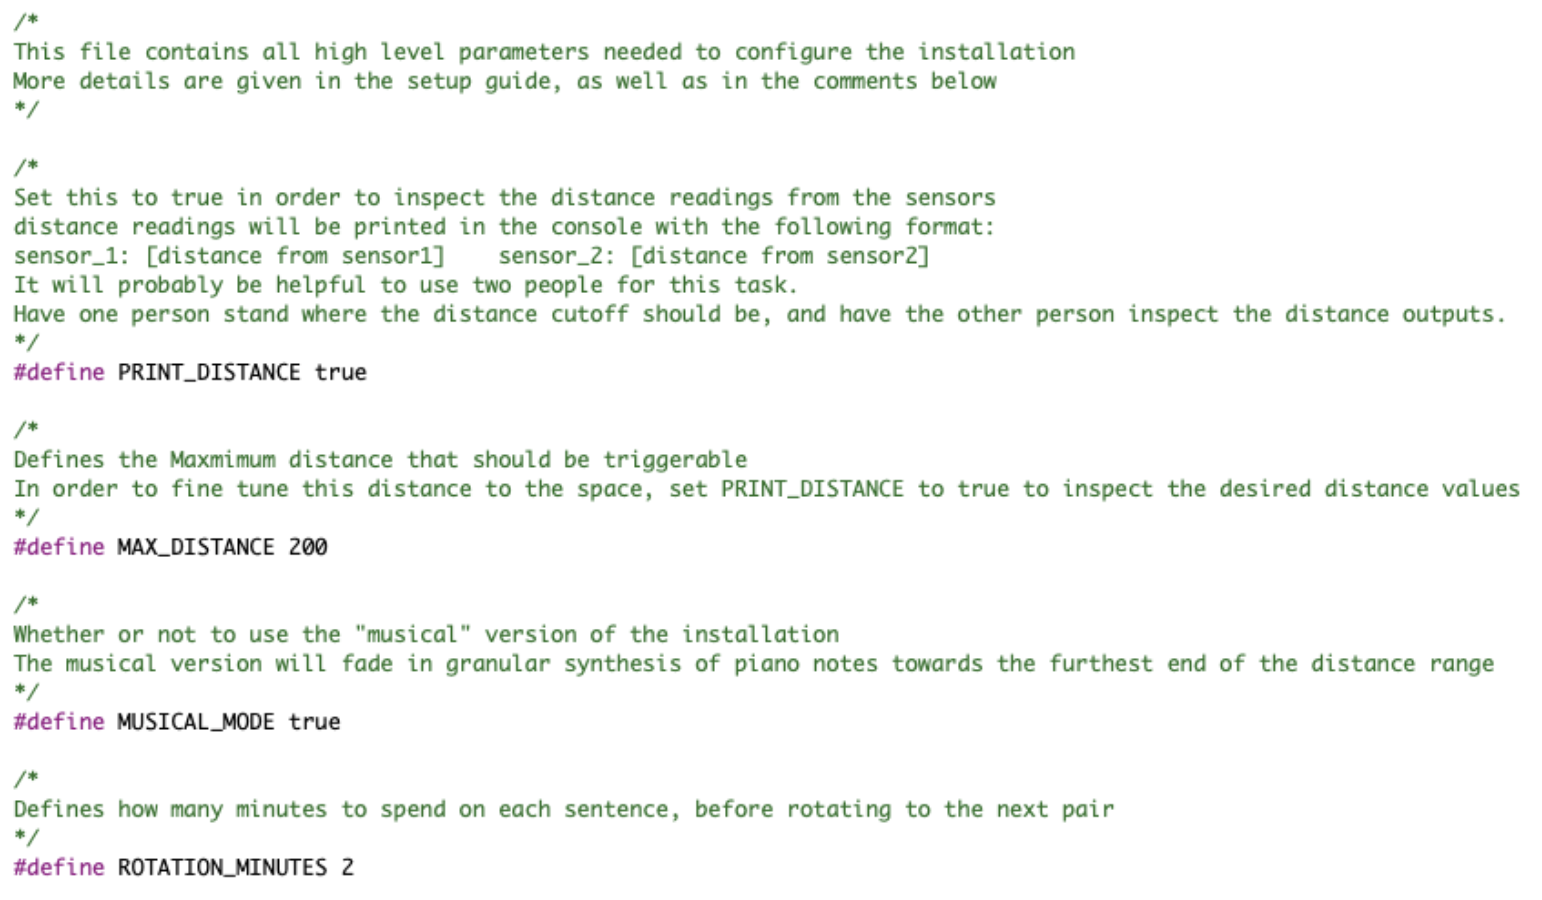 /*
This file contains all high level parameters needed to configure the installation
More details are given in the setup guide, as well as in the comments below
*/
/*
Set this to true in order to inspect the distance readings from the sensors
distance readings will be printed in the console with the following format:
sensor_1: [distance from sensor1]    sensor_2: [distance from sensor2]
It will probably be helpful to use two people for this task.
Have one person stand where the distance cutoff should be, and have the other person inspect the distance outputs.
*/
#define PRINT_DISTANCE true
/*
Defines the Maxmimum distance that should be triggerable
In order to fine tune this distance to the space, set PRINT_DISTANCE to true to inspect the desired distance values
*/
#define MAX_DISTANCE 200
/*
Whether or not to use the "musical" version of the installation
The musical version will fade in granular synthesis of piano notes towards the furthest end of the distance range
*/
#define MUSICAL_MODE true
/*
Defines how many minutes to spend on each sentence, before rotating to the next pair
*/
#define ROTATION_MINUTES 2